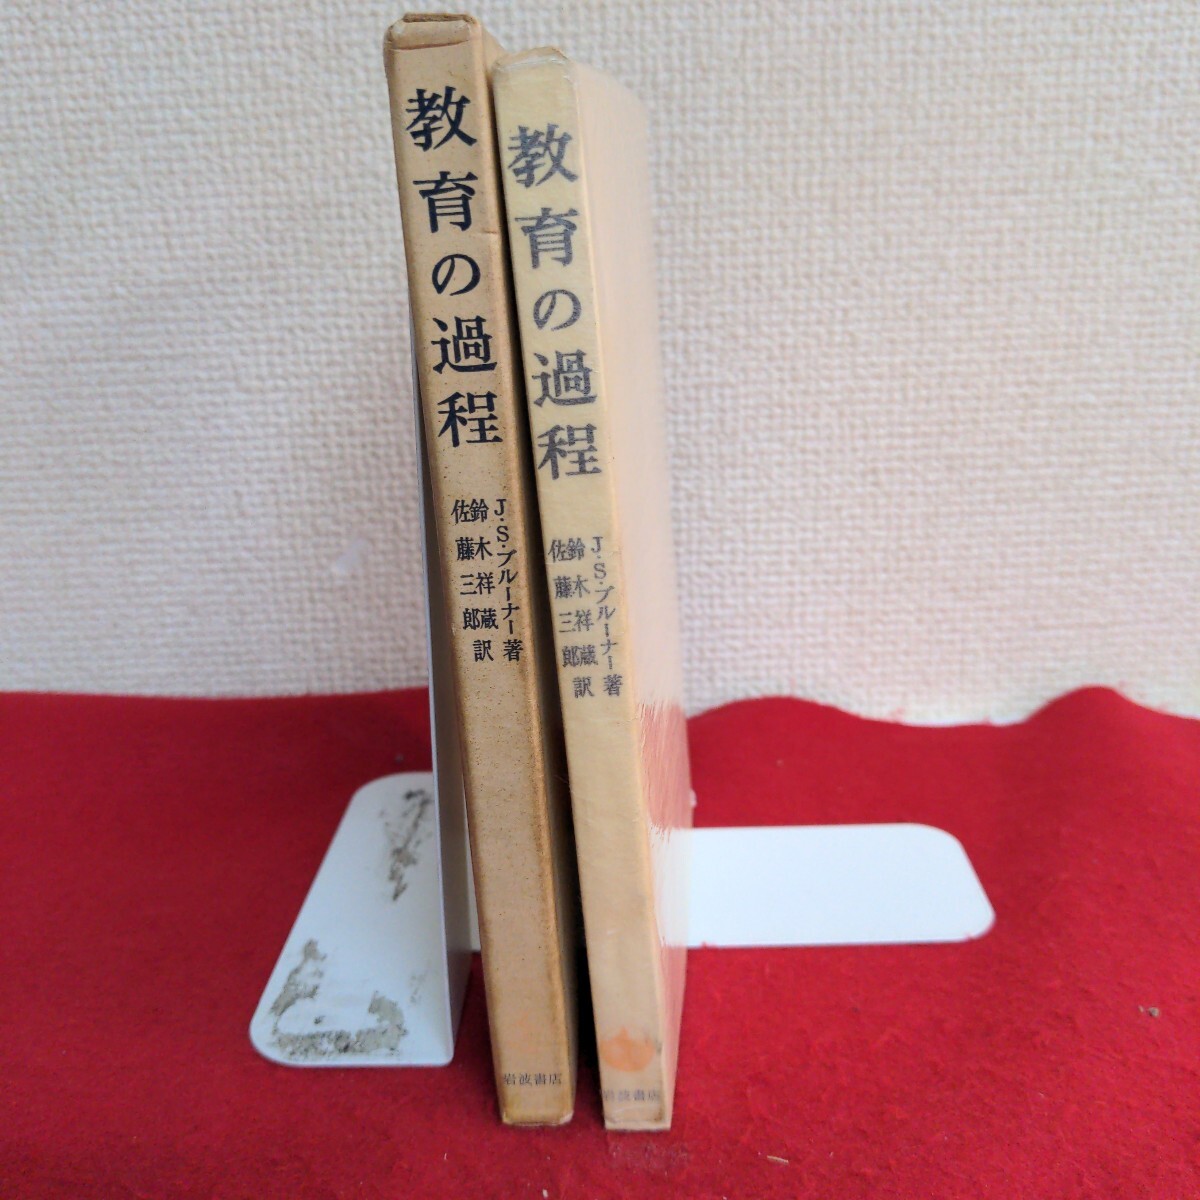 教育の過程
J・S・ブルーナー著
鈴木祥蔵
佐藤三郎訳
岩波書店
教育の過程
J・S・ブルーナー著
鈴木祥蔵
佐藤三郎訳
岩波書店